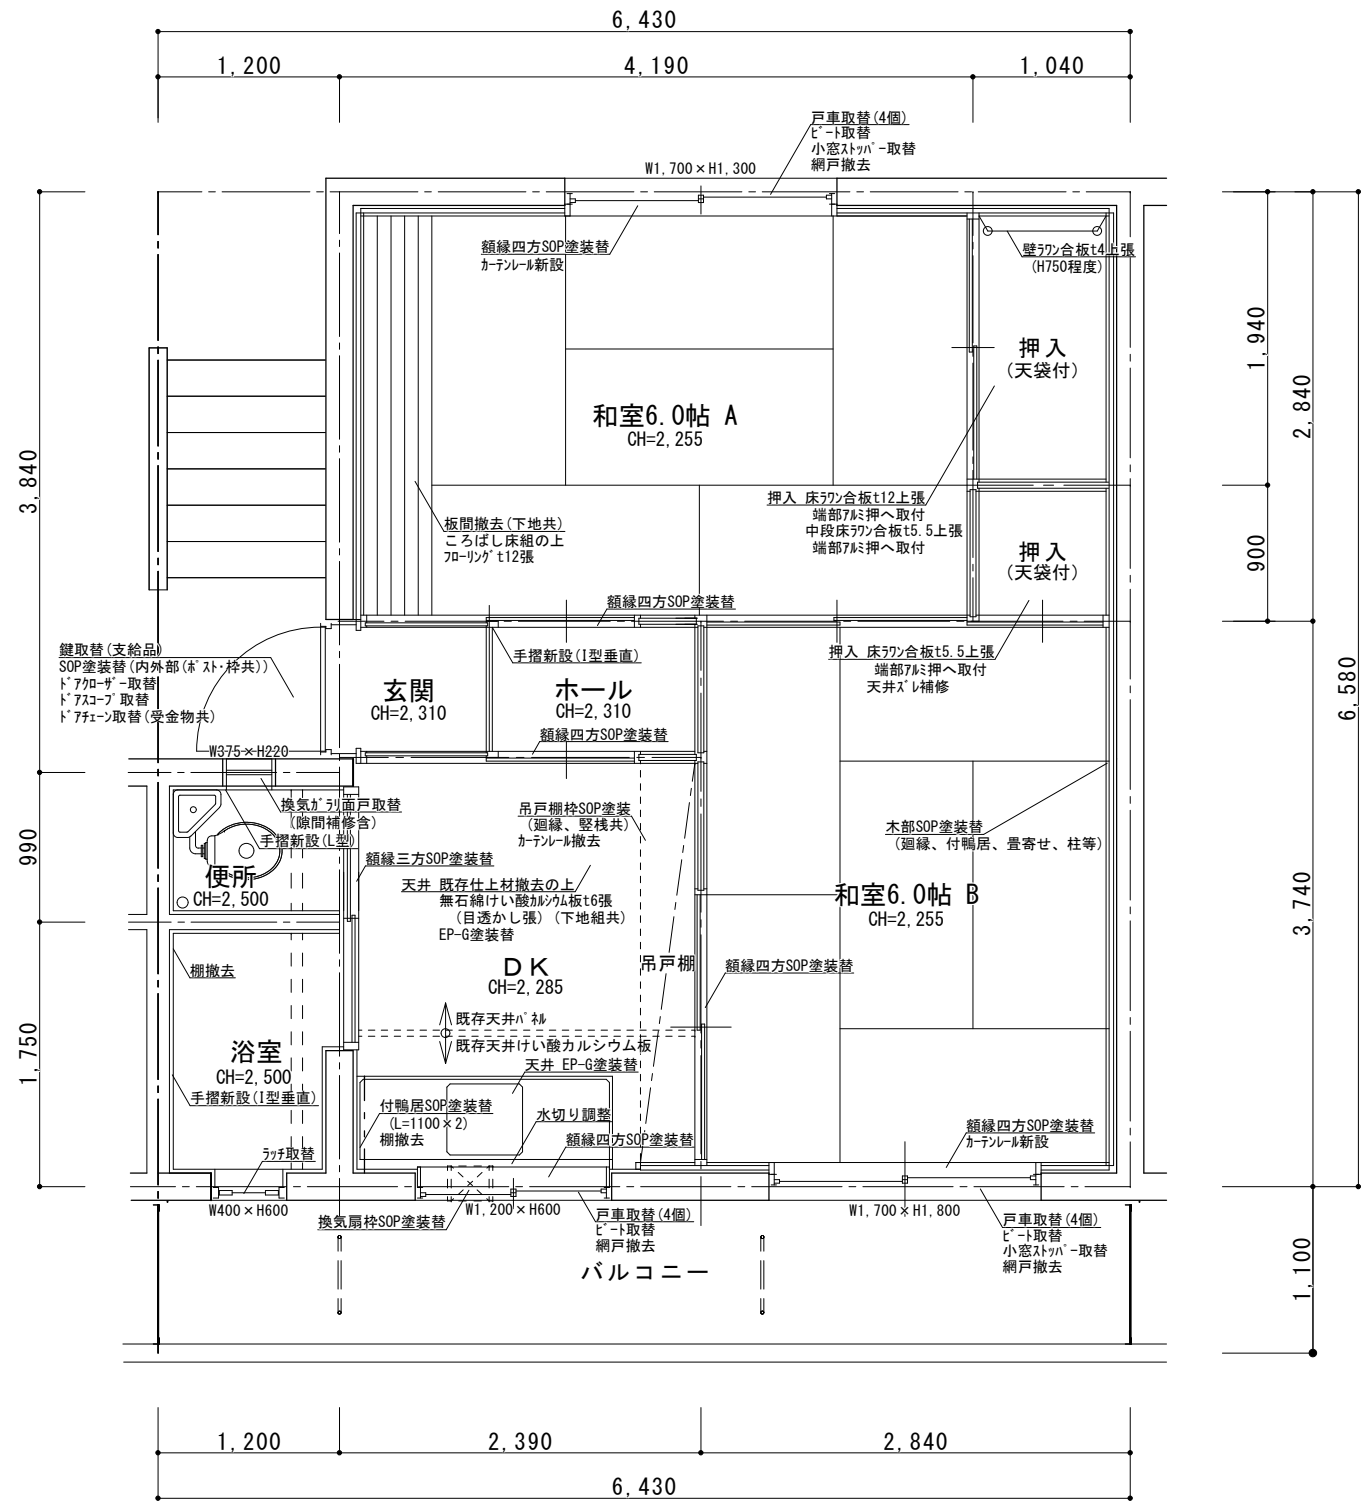 6,430
1,200
4,190
1,040
戸車取替(4個)
ビート取替
小窓ストッパー取替
網戸撤去
W1,700×H1,300
額縁四方SOP塗装替
カーテンレール新設
壁ラワン合板t4上張
(H750程度)
押入
(天袋付)
和室6.0帖 A
CH=2,255
押入 床ラワン合板t12上張
端部アルミ押へ取付
中段床ラワン合板t5.5上張
端部アルミ押へ取付
板間撤去(下地共)
ころばし床組の上
フローリングt12張
押入
(天袋付)
額縁四方SOP塗装替
鍵取替(支給品)
SOP塗装替(内外部(ポスト・枠共))
ドアクローザー取替
ドアスコープ取替
ドアチェーン取替(受金物共)
手摺新設(I型垂直)
押入 床ラワン合板t5.5上張
端部アルミ押へ取付
天井ズレ補修
玄関
CH=2,310
ホール
CH=2,310
額縁四方SOP塗装替
W375×H220
換気ガラリ面戸取替
(隙間補修含)
手摺新設(L型)
吊戸棚枠SOP塗装
(廻縁、竪桟共)
カーテンレール撤去
木部SOP塗装替
(廻縁、付鴨居、畳寄せ、柱等)
額縁三方SOP塗装替
便所
CH=2,500
天井 既存仕上材撤去の上
無石綿けい酸カルシウム板t6張
(目透かし張)(下地組共)
EP-G塗装替
和室6.0帖 B
CH=2,255
棚撤去
DK
CH=2,285
吊戸棚
額縁四方SOP塗装替
既存天井パネル
既存天井けい酸カルシウム板
浴室
CH=2,500
手摺新設(I型垂直)
天井 EP-G塗装替
付鴨居SOP塗装替
(L=1100×2)
棚撤去
水切り調整
額縁四方SOP塗装替
額縁四方SOP塗装替
カーテンレール新設
ラッチ取替
W400×H600
換気扇枠SOP塗装替
W1,200×H600
戸車取替(4個)
ビート取替
網戸撤去
W1,700×H1,800
戸車取替(4個)
ビート取替
小窓ストッパー取替
網戸撤去
バルコニー
3,840
990
1,750
1,940
900
2,840
3,740
6,580
1,100
1,200
2,390
2,840
6,430